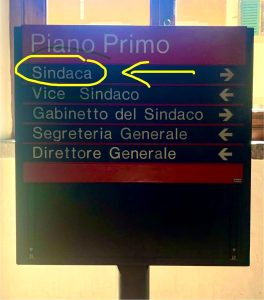 Piano Primo
Sindaca →
Vice Sindaco ←
Gabinetto del Sindaco →
Segreteria Generale ←
Direttore Generale ←